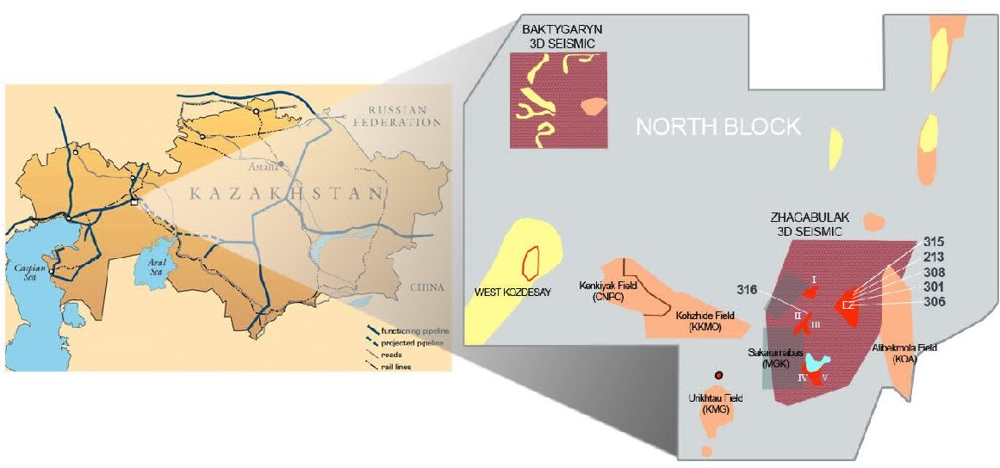 RUSSIAN
FEDERATION
Astana
KAZAKHSTAN
Caspian
Sea
Aral
Sea
CHINA
functioning pipeline
projected pipeline
roads
rail lines
BAKTYGARYN
3D SEISMIC
NORTH BLOCK
ZHAGABULAK
3D SEISMIC
315
213
308
301
306
316
I
II
III
IV
V
WEST KOZDESAY
Kenkiyak Field
(CNPC)
Kohzhide Field
(KKMO)
Sakaramabas
(MGK)
Alibekmola Field
(KOA)
Urikhtau Field
(KMG)